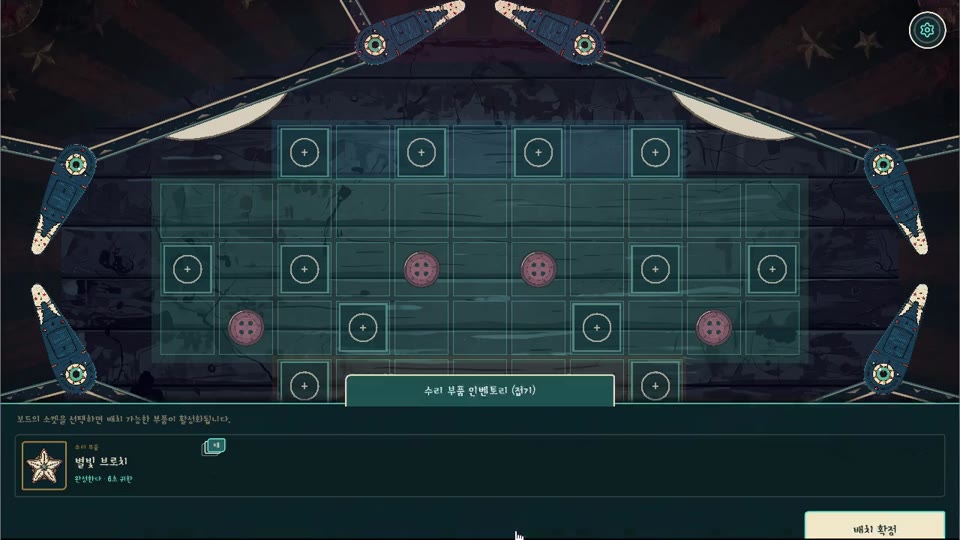 수리 부품 인벤토리 (접기)
보드의 소켓을 선택하면 배치 가능한 부품이 활성화됩니다.
수리 부품
별빛 브로치
배치 확정